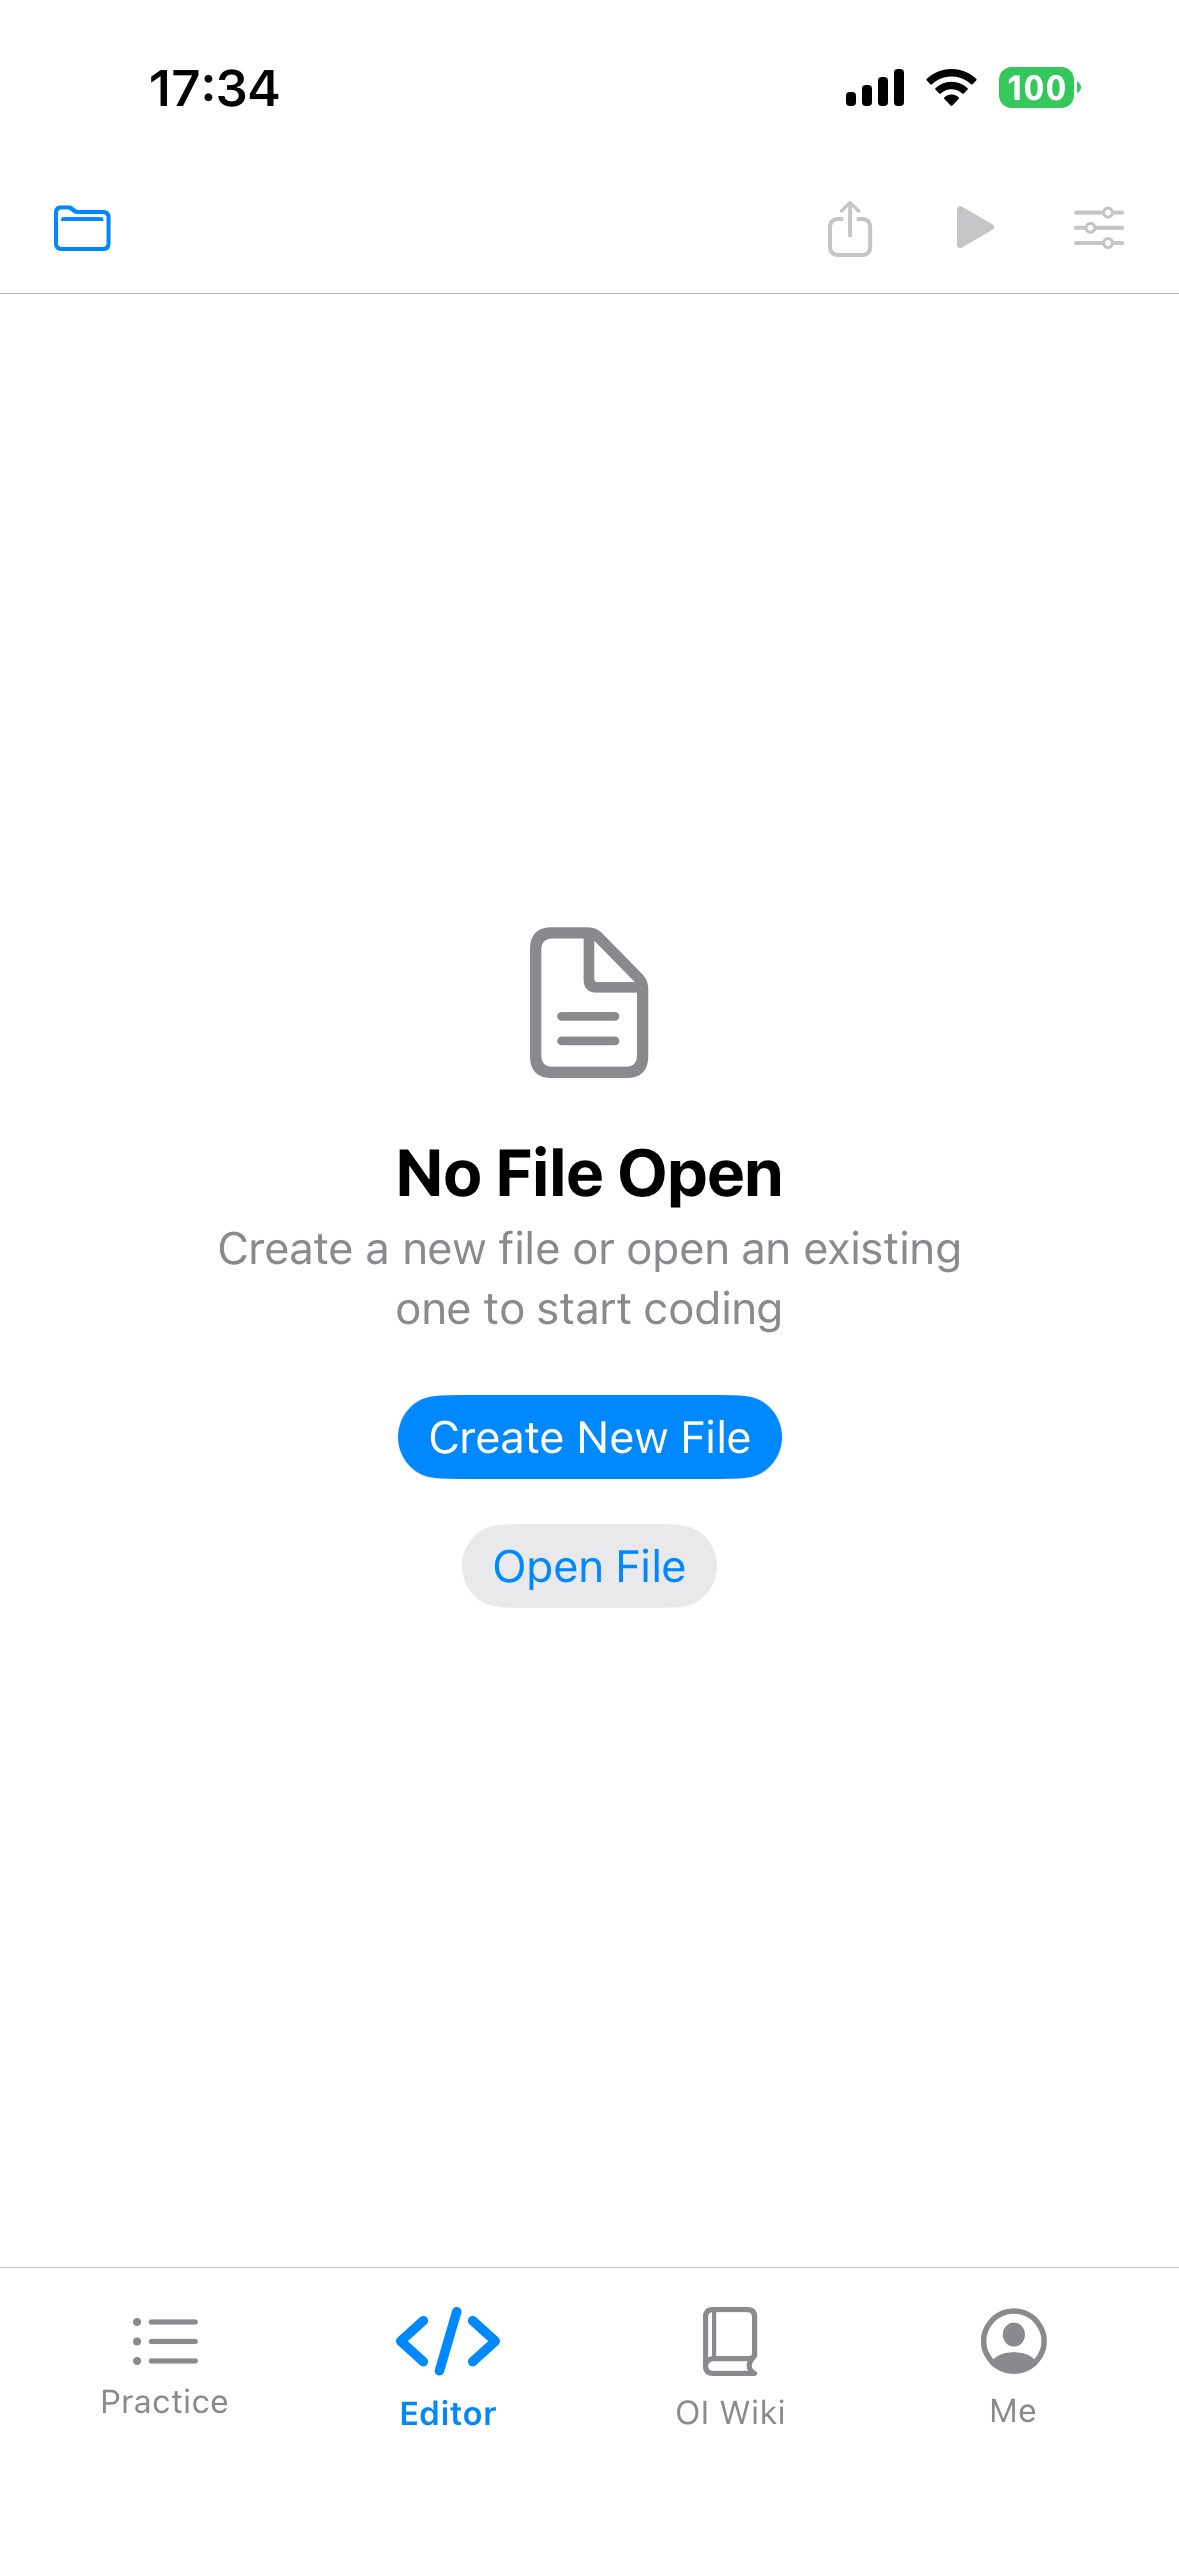 17:34
100
No File Open
Create a new file or open an existing
one to start coding
Create New File
Open File
Practice
Editor
OI Wiki
Me